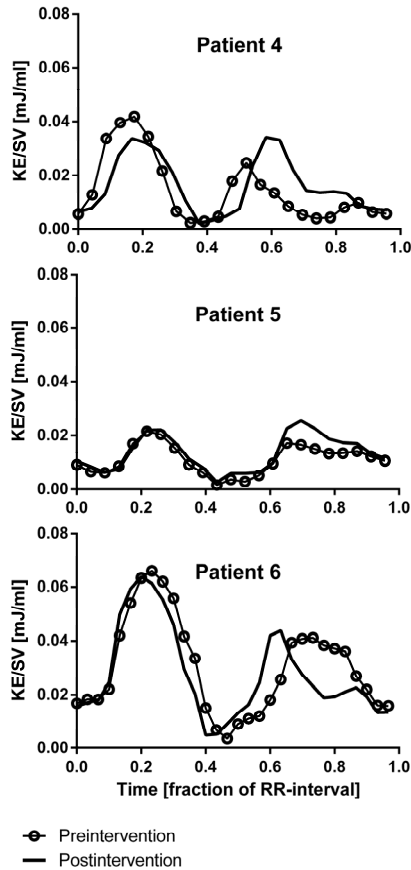 Patient 4
KE/SV [mJ/ml]
0.08
0.06
0.04
0.02
0.00
0.0 0.2 0.4 0.6 0.8 1.0
Patient 5
KE/SV [mJ/ml]
0.08
0.06
0.04
0.02
0.00
0.0 0.2 0.4 0.6 0.8 1.0
Patient 6
KE/SV [mJ/ml]
0.08
0.06
0.04
0.02
0.00
0.0 0.2 0.4 0.6 0.8 1.0
Time [fraction of RR-interval]
Preintervention
Postintervention